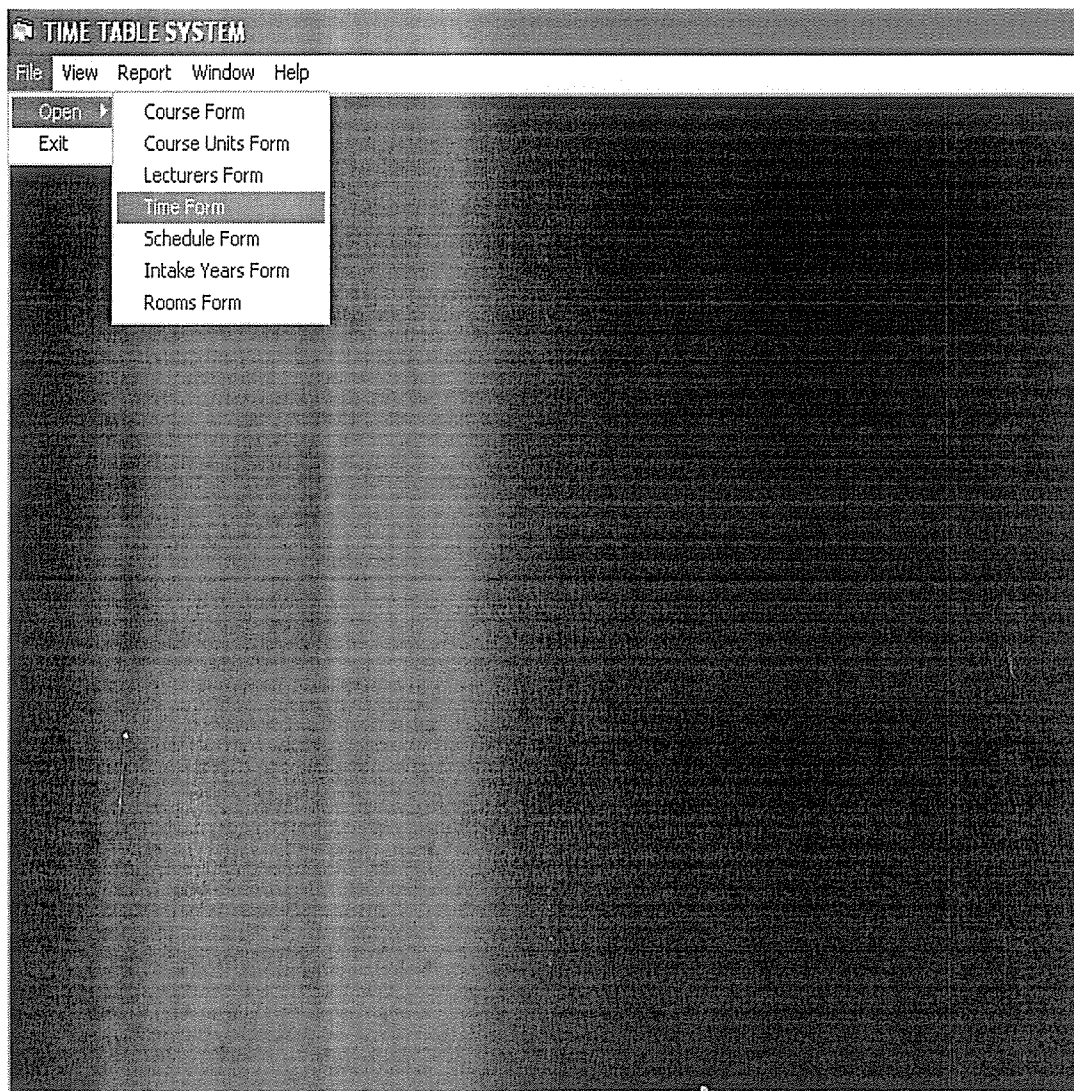 TIME TABLE SYSTEM
File View Report Window Help
Open Course Form
Exit Course Units Form
Lecturers Form
Time Form
Schedule Form
Intake Years Form
Rooms Form